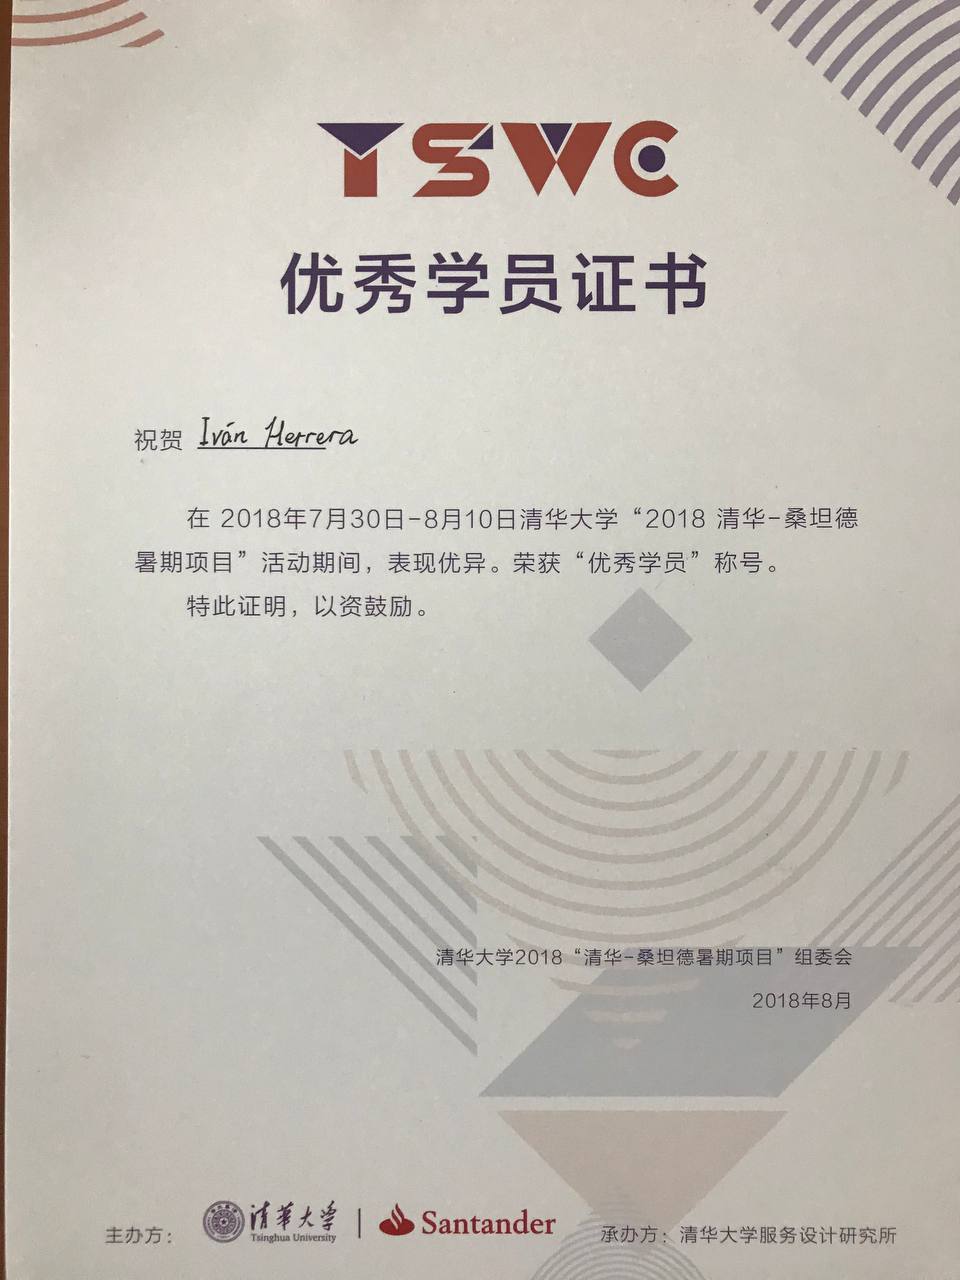 TSWC
优秀学员证书
祝贺 Iván Herrera
在 2018年7月30日-8月10日清华大学“2018 清华-桑坦德
暑期项目”活动期间，表现优异。荣获“优秀学员”称号。
特此证明，以资鼓励。
清华大学2018“清华-桑坦德暑期项目”组委会
2018年8月
主办方： 清華大学 Tsinghua University | Santander 承办方：清华大学服务设计研究所